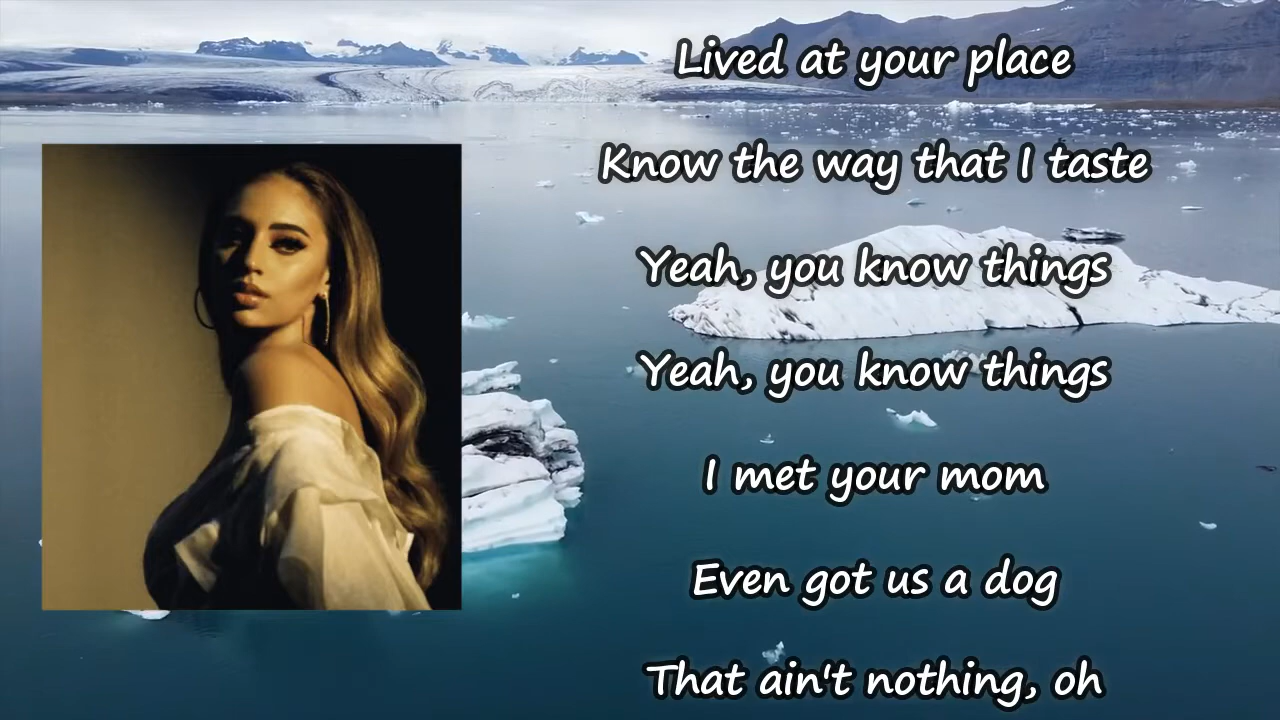 Lived at your place
Know the way that I taste
Yeah, you know things
Yeah, you know things
I met your mom
Even got us a dog
That ain't nothing, oh